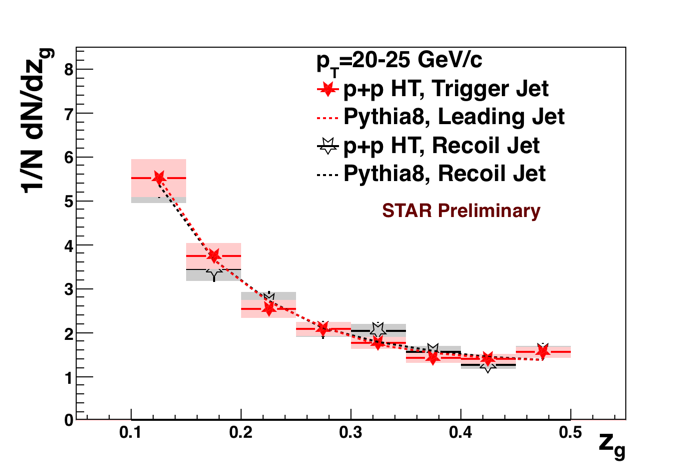 p_T=20-25 GeV/c
p+p HT, Trigger Jet
Pythia8, Leading Jet
p+p HT, Recoil Jet
Pythia8, Recoil Jet
STAR Preliminary
1/N dN/dz_g
8
7
6
5
4
3
2
1
0
0.1 0.2 0.3 0.4 0.5
z_g